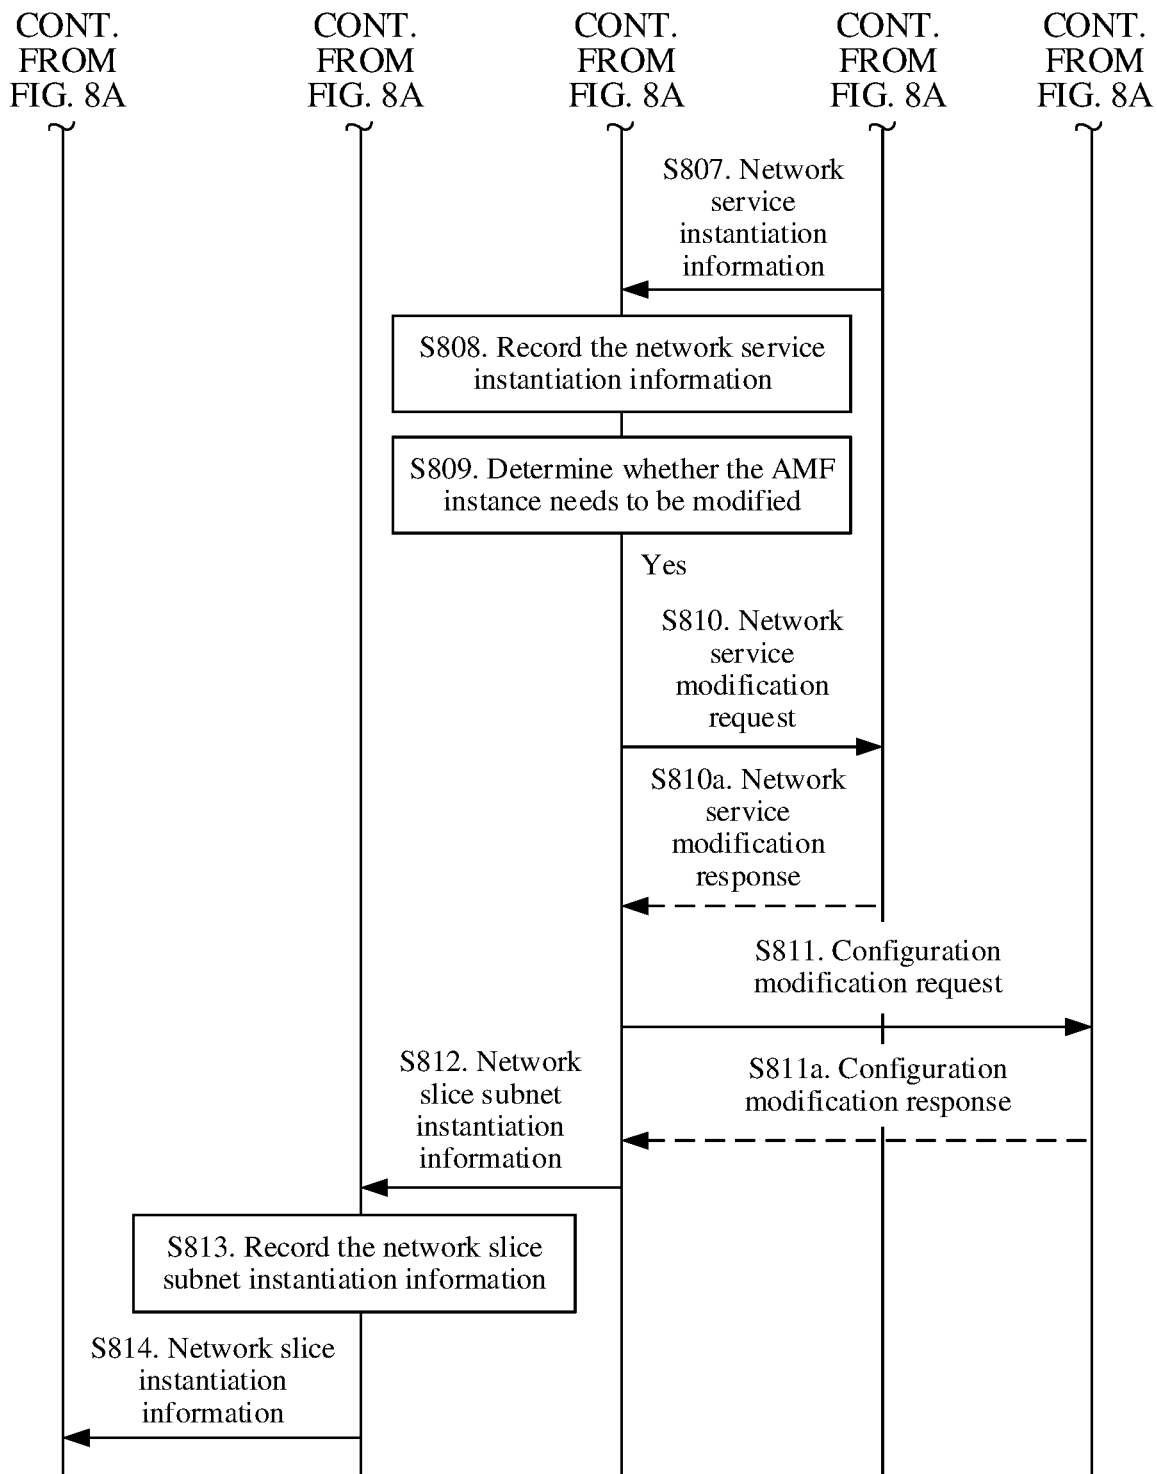 CONT.
FROM
FIG. 8A
CONT.
FROM
FIG. 8A
CONT.
FROM
FIG. 8A
CONT.
FROM
FIG. 8A
CONT.
FROM
FIG. 8A
S807. Network
service
instantiation
information
S808. Record the network service
instantiation information
S809. Determine whether the AMF
instance needs to be modified
Yes
S810. Network
service
modification
request
S810a. Network
service
modification
response
S811. Configuration
modification request
S811a. Configuration
modification response
S812. Network
slice subnet
instantiation
information
S813. Record the network slice
subnet instantiation information
S814. Network slice
instantiation
information